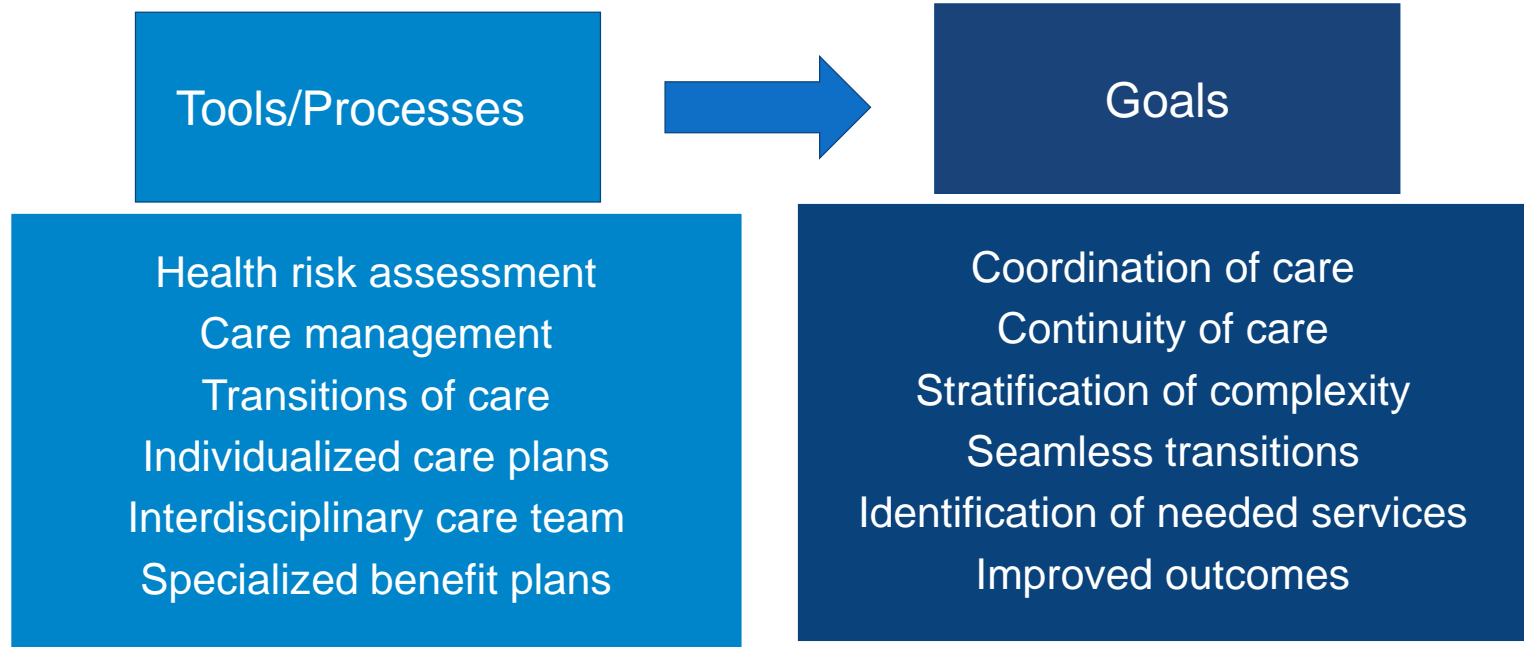 Tools/Processes
Health risk assessment
Care management
Transitions of care
Individualized care plans
Interdisciplinary care team
Specialized benefit plans
Goals
Coordination of care
Continuity of care
Stratification of complexity
Seamless transitions
Identification of needed services
Improved outcomes